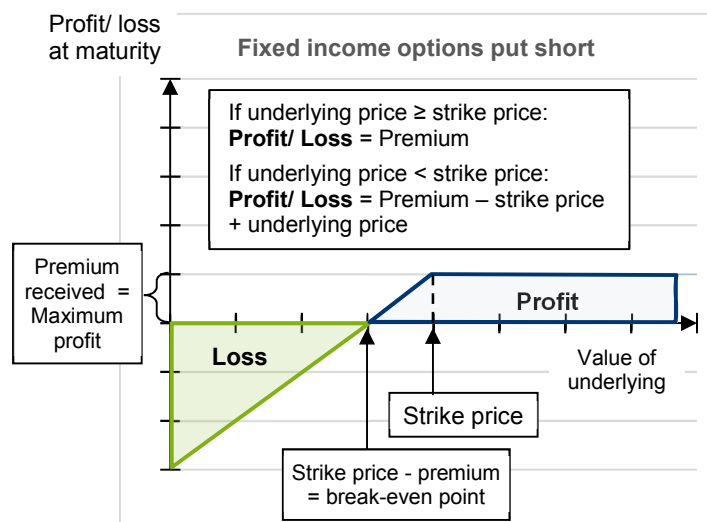 Profit/ loss
at maturity
Fixed income options put short
If underlying price ≥ strike price:
Profit/ Loss = Premium
If underlying price < strike price:
Profit/ Loss = Premium – strike price
+ underlying price
Premium
received =
Maximum
profit
Profit
Loss
Value of
underlying
Strike price
Strike price - premium
= break-even point